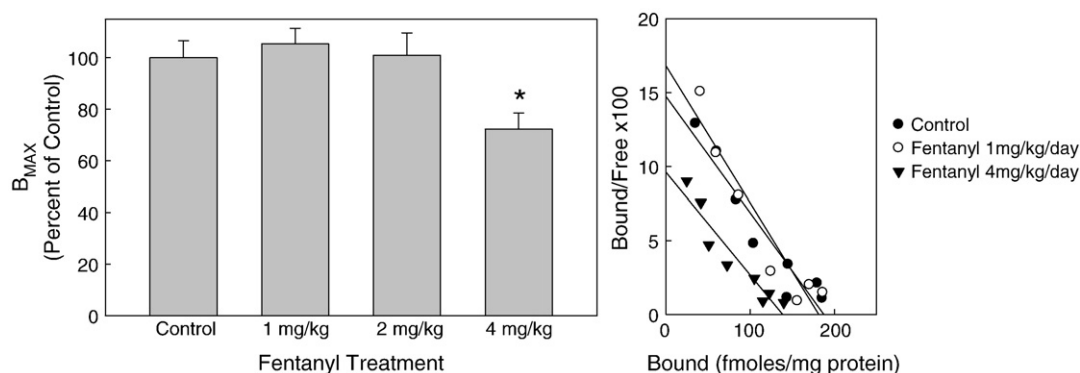 B_MAX
(Percent of Control)
100
80
60
40
20
0
*
Control 1 mg/kg 2 mg/kg 4 mg/kg
Fentanyl Treatment
Bound/Free x100
20
15
10
5
0
0 100 200
Bound (fmoles/mg protein)
Control
Fentanyl 1mg/kg/day
Fentanyl 4mg/kg/day